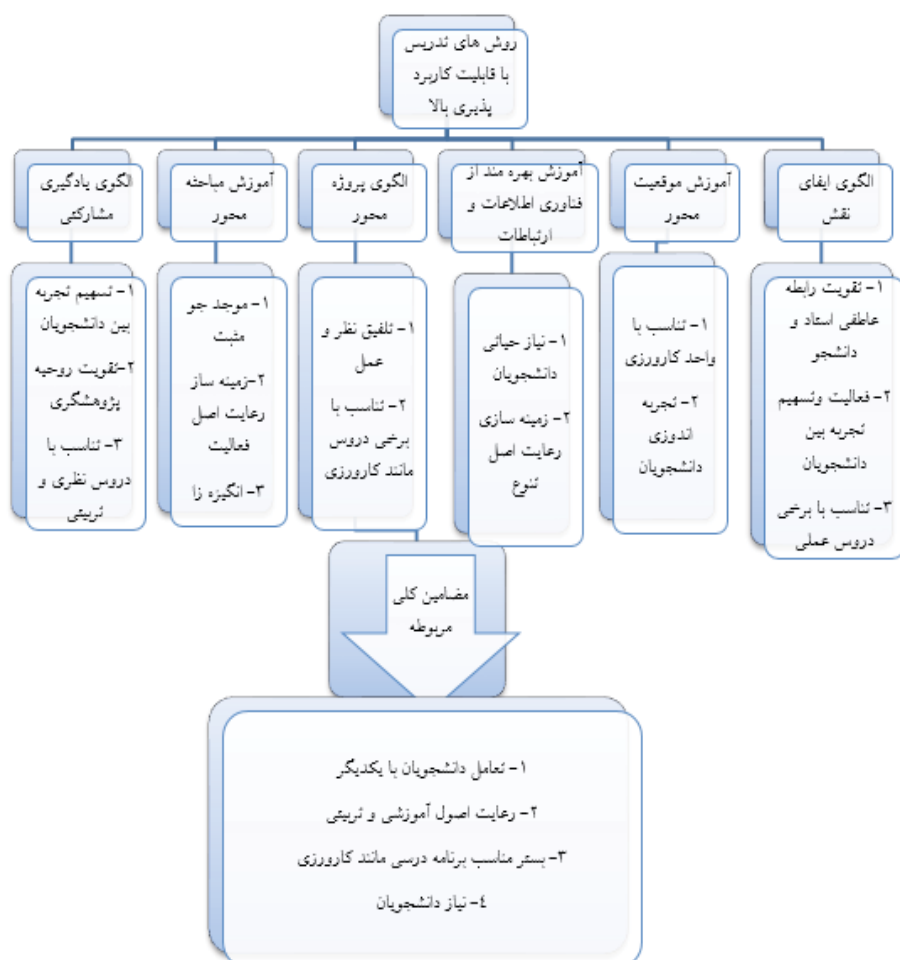 روش های تدریس
با قابلیت کاربرد
پذیری بالا
الگوی ایفای
نقش
آموزش موقعیت
محور
آموزش بهره مند از
فناوری اطلاعات و
ارتباطات
الگوی پروژه
محور
آموزش مباحثه
محور
الگوی یادگیری
مشارکتی
۱- تقویت رابطه
عاطفی استاد و
دانشجو
۲- فعالیت وتسهیم
تجربه بین
دانشجویان
۳- تناسب با برخی
دروس عملی
۱- تناسب با
واحد کارورزی
۲- تجربه
اندوزی
دانشجویان
۱- نیاز حیاتی
دانشجویان
۲- زمینه سازی
رعایت اصل
تنوع
۱- تلفیق نظر و
عمل
۲- تناسب با
برخی دروس
مانند کارورزی
۱- موجد جو
مثبت
۲-زمینه ساز
رعایت اصل
فعالیت
۳- انگیزه زا
۱- تسهیم تجربه
بین دانشجویان
۲-تقویت روحیه
پژوهشگری
۳- تناسب با
دروس نظری و
تربیتی
مضامین کلی
مربوطه
۱- تعامل دانشجویان با یکدیگر
۲- رعایت اصول آموزشی و تربیتی
۳- بستر مناسب برنامه درسی مانند کارورزی
٤- نیاز دانشجویان